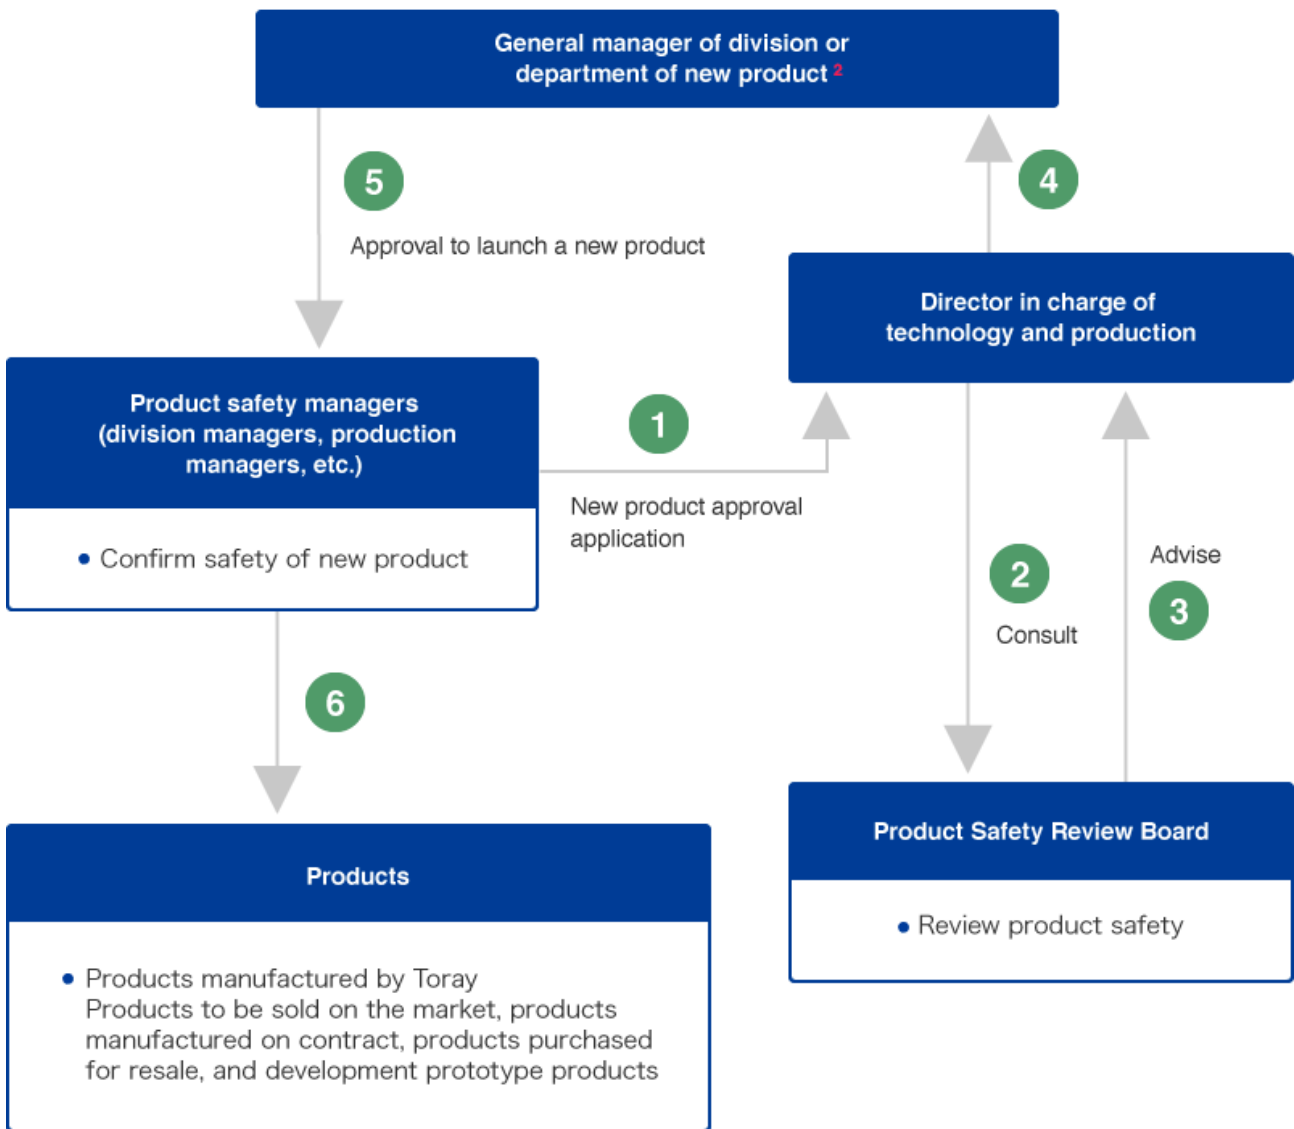 General manager of division or
department of new product 2
5
4
Approval to launch a new product
Director in charge of
technology and production
Product safety managers
(division managers, production
managers, etc.)
1
New product approval
application
• Confirm safety of new product
2
Consult
Advise
3
6
Product Safety Review Board
• Review product safety
Products
• Products manufactured by Toray
Products to be sold on the market, products
manufactured on contract, products purchased
for resale, and development prototype products